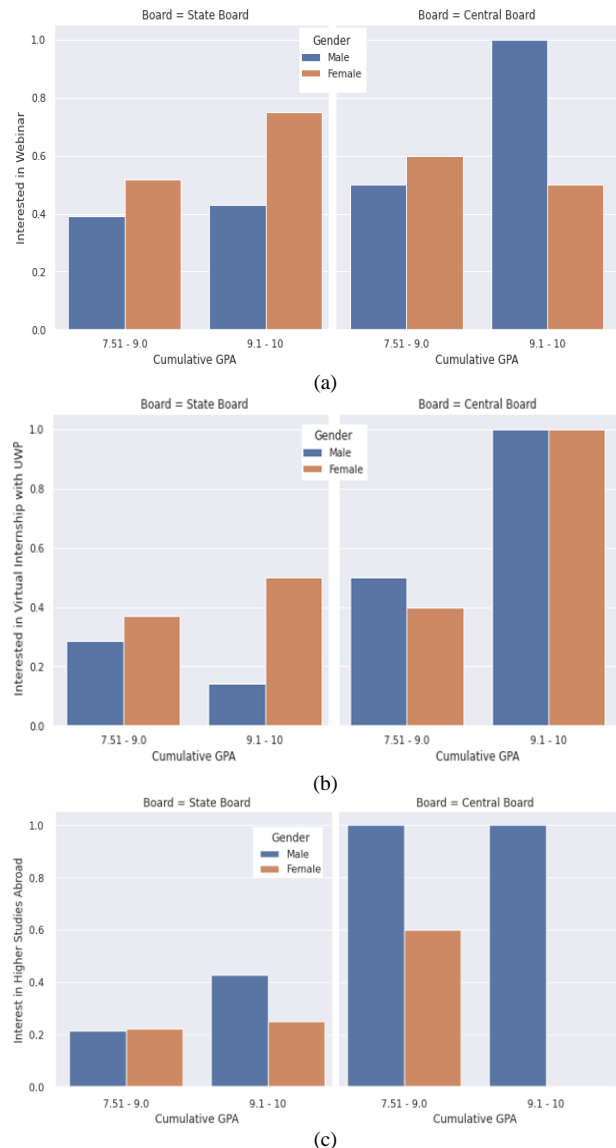 Board = State Board
Board = Central Board
Gender
Male
Female
Interested in Webinar
1.0
0.8
0.6
0.4
0.2
0.0
7.51 - 9.0
9.1 - 10
7.51 - 9.0
9.1 - 10
Cumulative GPA
Cumulative GPA
(a)
Board = State Board
Board = Central Board
Gender
Male
Female
Interested in Virtual Internship with UWP
1.0
0.8
0.6
0.4
0.2
0.0
7.51 - 9.0
9.1 - 10
7.51 - 9.0
9.1 - 10
Cumulative GPA
Cumulative GPA
(b)
Board = State Board
Board = Central Board
Gender
Male
Female
Interest in Higher Studies Abroad
1.0
0.8
0.6
0.4
0.2
0.0
7.51 - 9.0
9.1 - 10
7.51 - 9.0
9.1 - 10
Cumulative GPA
Cumulative GPA
(c)